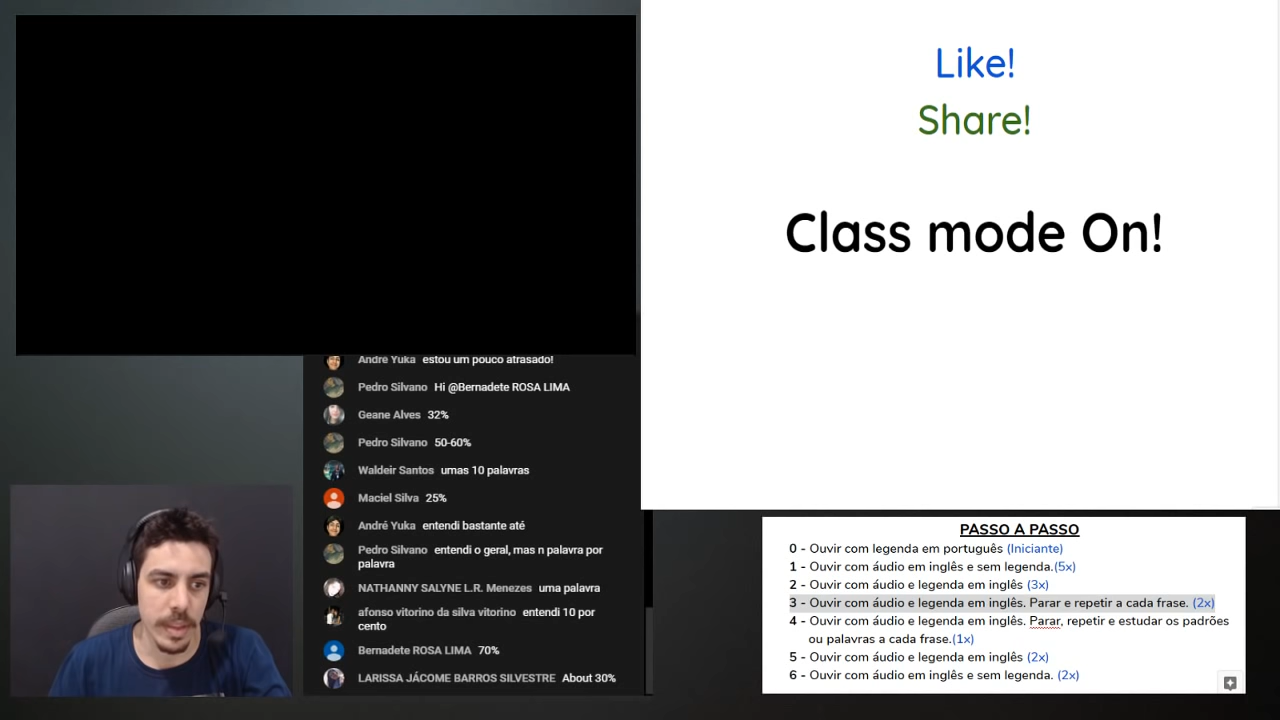 Like!
Share!
Class mode On!
André Yuka estou um pouco atrasado!
Pedro Silvano Hi @Bernadete ROSA LIMA
Geane Alves 32%
Pedro Silvano 50-60%
Waldeir Santos umas 10 palavras
Maciel Silva 25%
André Yuka entendi bastante até
Pedro Silvano entendi o geral, mas n palavra por
palavra
NATHANNY SALYNE L.R. Menezes uma palavra
afonso vitorino da silva vitorino entendi 10 por
cento
Bernadete ROSA LIMA 70%
LARISSA JÁCOME BARROS SILVESTRE About 30%
PASSO A PASSO
0 - Ouvir com legenda em português (Iniciante)
1 - Ouvir com áudio em inglês e sem legenda.(5x)
2 - Ouvir com áudio e legenda em inglês (3x)
3 - Ouvir com áudio e legenda em inglês. Parar e repetir a cada frase. (2x)
4 - Ouvir com áudio e legenda em inglês. Parar, repetir e estudar os padrões
ou palavras a cada frase.(1x)
5 - Ouvir com áudio e legenda em inglês (2x)
6 - Ouvir com áudio em inglês e sem legenda. (2x)